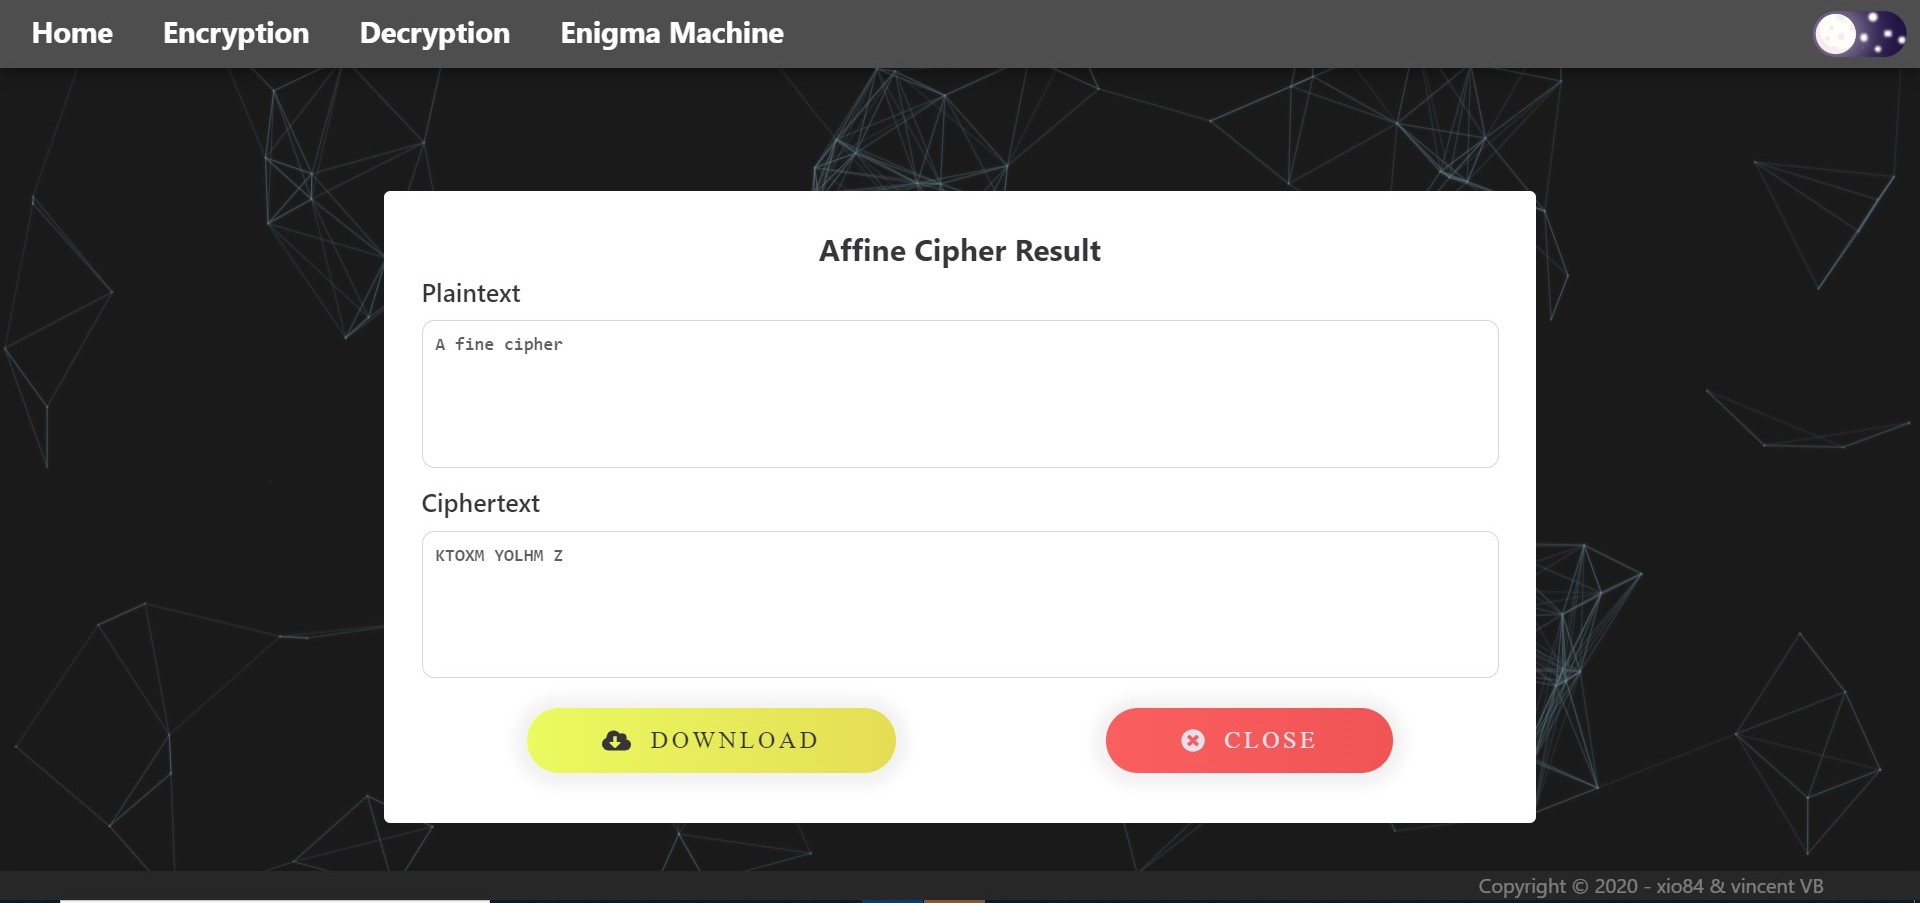 Home Encryption Decryption Enigma Machine
Affine Cipher Result
Plaintext
A fine cipher
Ciphertext
KTOXM YOLHM Z
DOWNLOAD CLOSE
Copyright © 2020 - xio84 & vincent VB